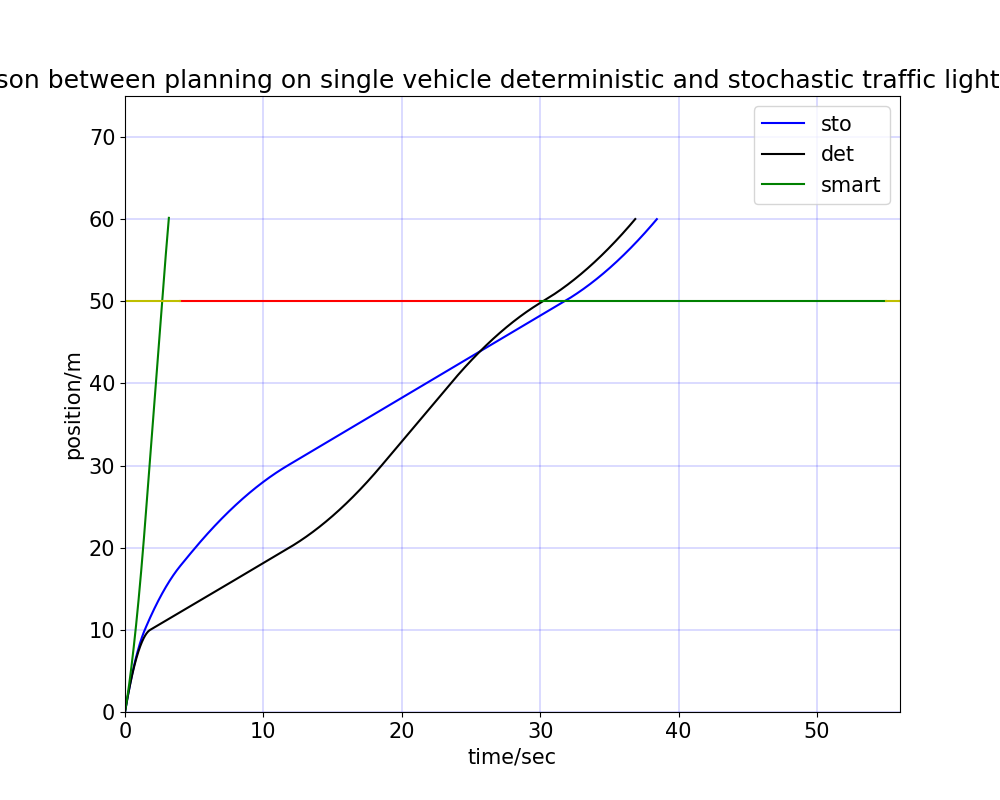 son between planning on single vehicle deterministic and stochastic traffic light
sto
det
smart
70
60
50
40
30
20
10
0
position/m
0 10 20 30 40 50
time/sec